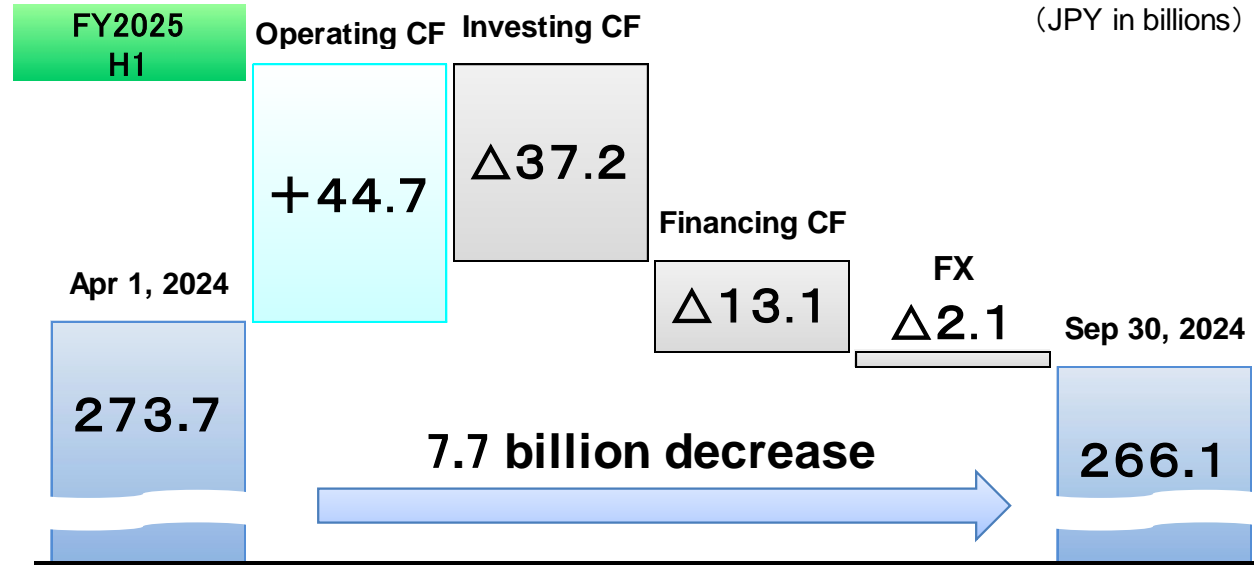 FY2025
H1
Operating CF
Investing CF
（JPY in billions）
＋44.7
△37.2
Financing CF
△13.1
FX
△2.1
Apr 1, 2024
273.7
Sep 30, 2024
266.1
7.7 billion decrease